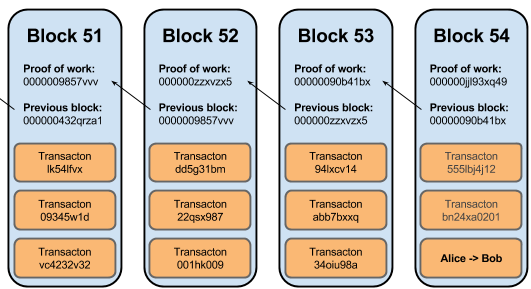 Block 51
Proof of work:
0000009857vvv
Previous block:
000000432qrza1
Transacton
lk54lfvx
Transacton
09345w1d
Transacton
vc4232v32
Block 52
Proof of work:
000000zzxvzx5
Previous block:
0000009857vvv
Transacton
dd5g31bm
Transacton
22qsx987
Transacton
001hk009
Block 53
Proof of work:
00000090b41bx
Previous block:
000000zzxvzx5
Transacton
94lxcv14
Transacton
abb7bxxq
Transacton
34oiu98a
Block 54
Proof of work:
000000jjl93xq49
Previous block:
00000090b41bx
Transacton
555lbj4j12
Transacton
bn24xa0201
Alice -> Bob